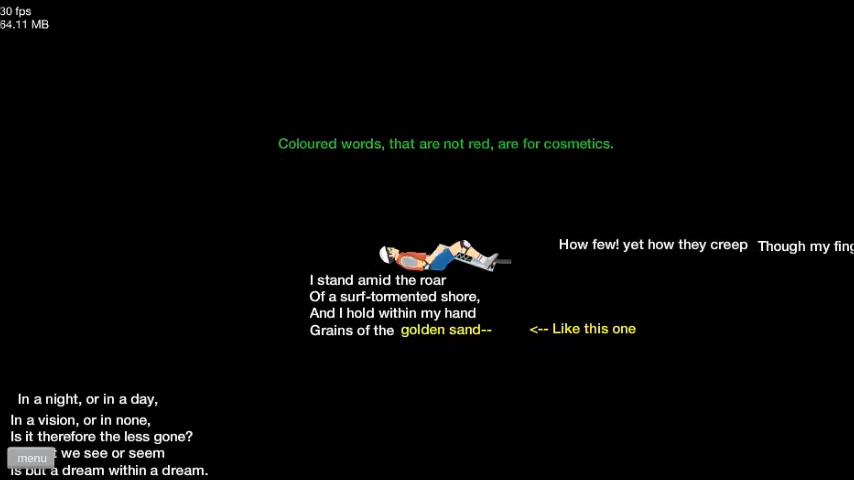 30 fps
64.11 MB
Coloured words, that are not red, are for cosmetics.
How few! yet how they creep
Though my fing
I stand amid the roar
Of a surf-tormented shore,
And I hold within my hand
Grains of the golden sand--
<-- Like this one
In a night, or in a day,
In a vision, or in none,
Is it therefore the less gone?
we see or seem
is but a dream within a dream.
menu